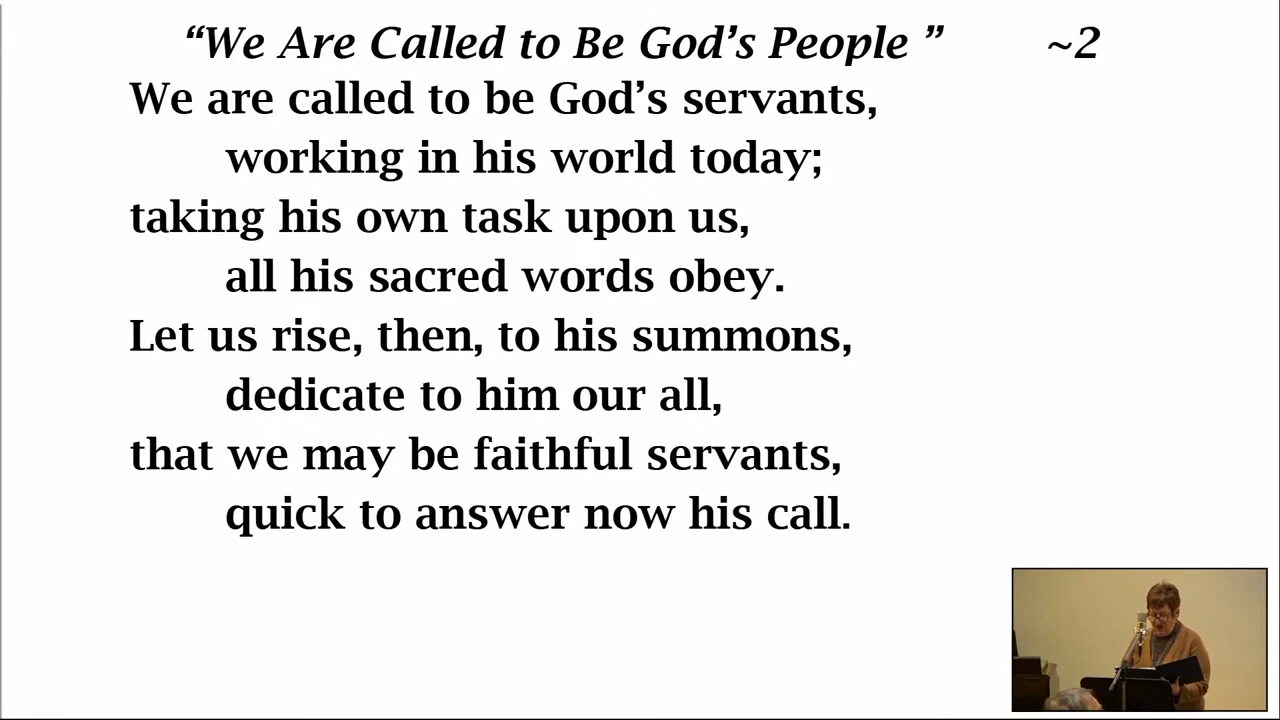 “We Are Called to Be God’s People ” ~2
We are called to be God’s servants,
working in his world today;
taking his own task upon us,
all his sacred words obey.
Let us rise, then, to his summons,
dedicate to him our all,
that we may be faithful servants,
quick to answer now his call.